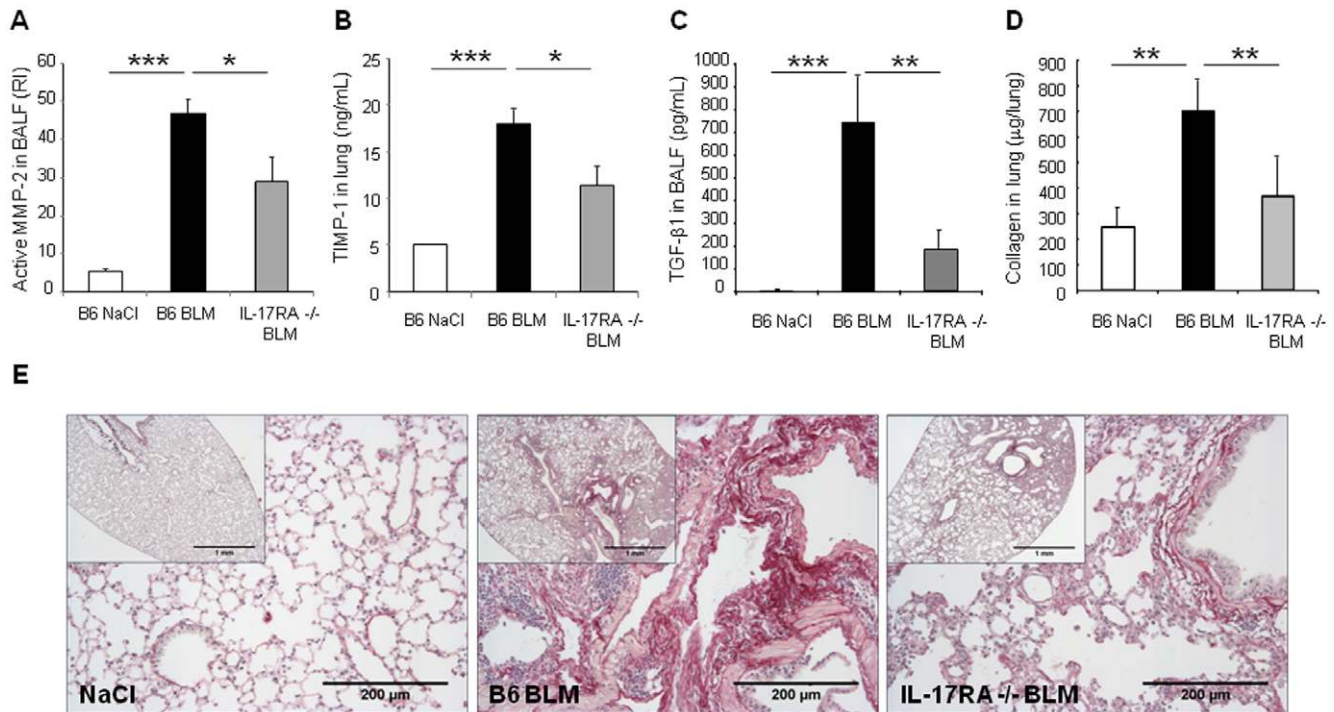 A
Active MMP-2 in BALF (RI)
60
50
40
30
20
10
0
***
*
B6 NaCl
B6 BLM
IL-17RA -/-
BLM
B
TIMP-1 in lung (ng/mL)
25
20
15
10
5
0
***
*
B6 NaCl
B6 BLM
IL-17RA -/-
BLM
C
TGF-β1 in BALF (pg/mL)
1000
900
800
700
600
500
400
300
200
100
0
***
**
B6 NaCl
B6 BLM
IL-17RA -/-
BLM
D
Collagen in lung (µg/lung)
900
800
700
600
500
400
300
200
100
0
**
**
B6 NaCl
B6 BLM
IL-17RA -/-
BLM
E
1 mm
NaCl
200 µm
1 mm
B6 BLM
200 µm
1 mm
IL-17RA -/- BLM
200 µm